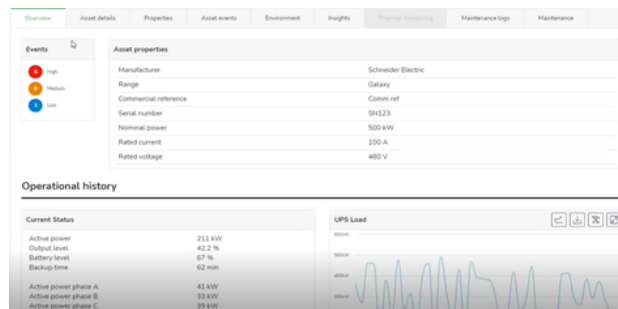 Overview Asset details Properties Asset events Environment Insights Thermal monitoring Maintenance logs Maintenance
Events
High
Medium
Low
Asset properties
Manufacturer Schneider Electric
Range Galaxy
Commercial reference Comm ref
Serial number SN123
Nominal power 500 kW
Rated current 100 A
Rated voltage 480 V
Operational history
Current Status
Active power 211 kW
Output level 42.2 %
Battery level 67 %
Backup time 62 min
Active power phase A 41 kW
Active power phase B 33 kW
Active power phase C 39 kW
UPS Load